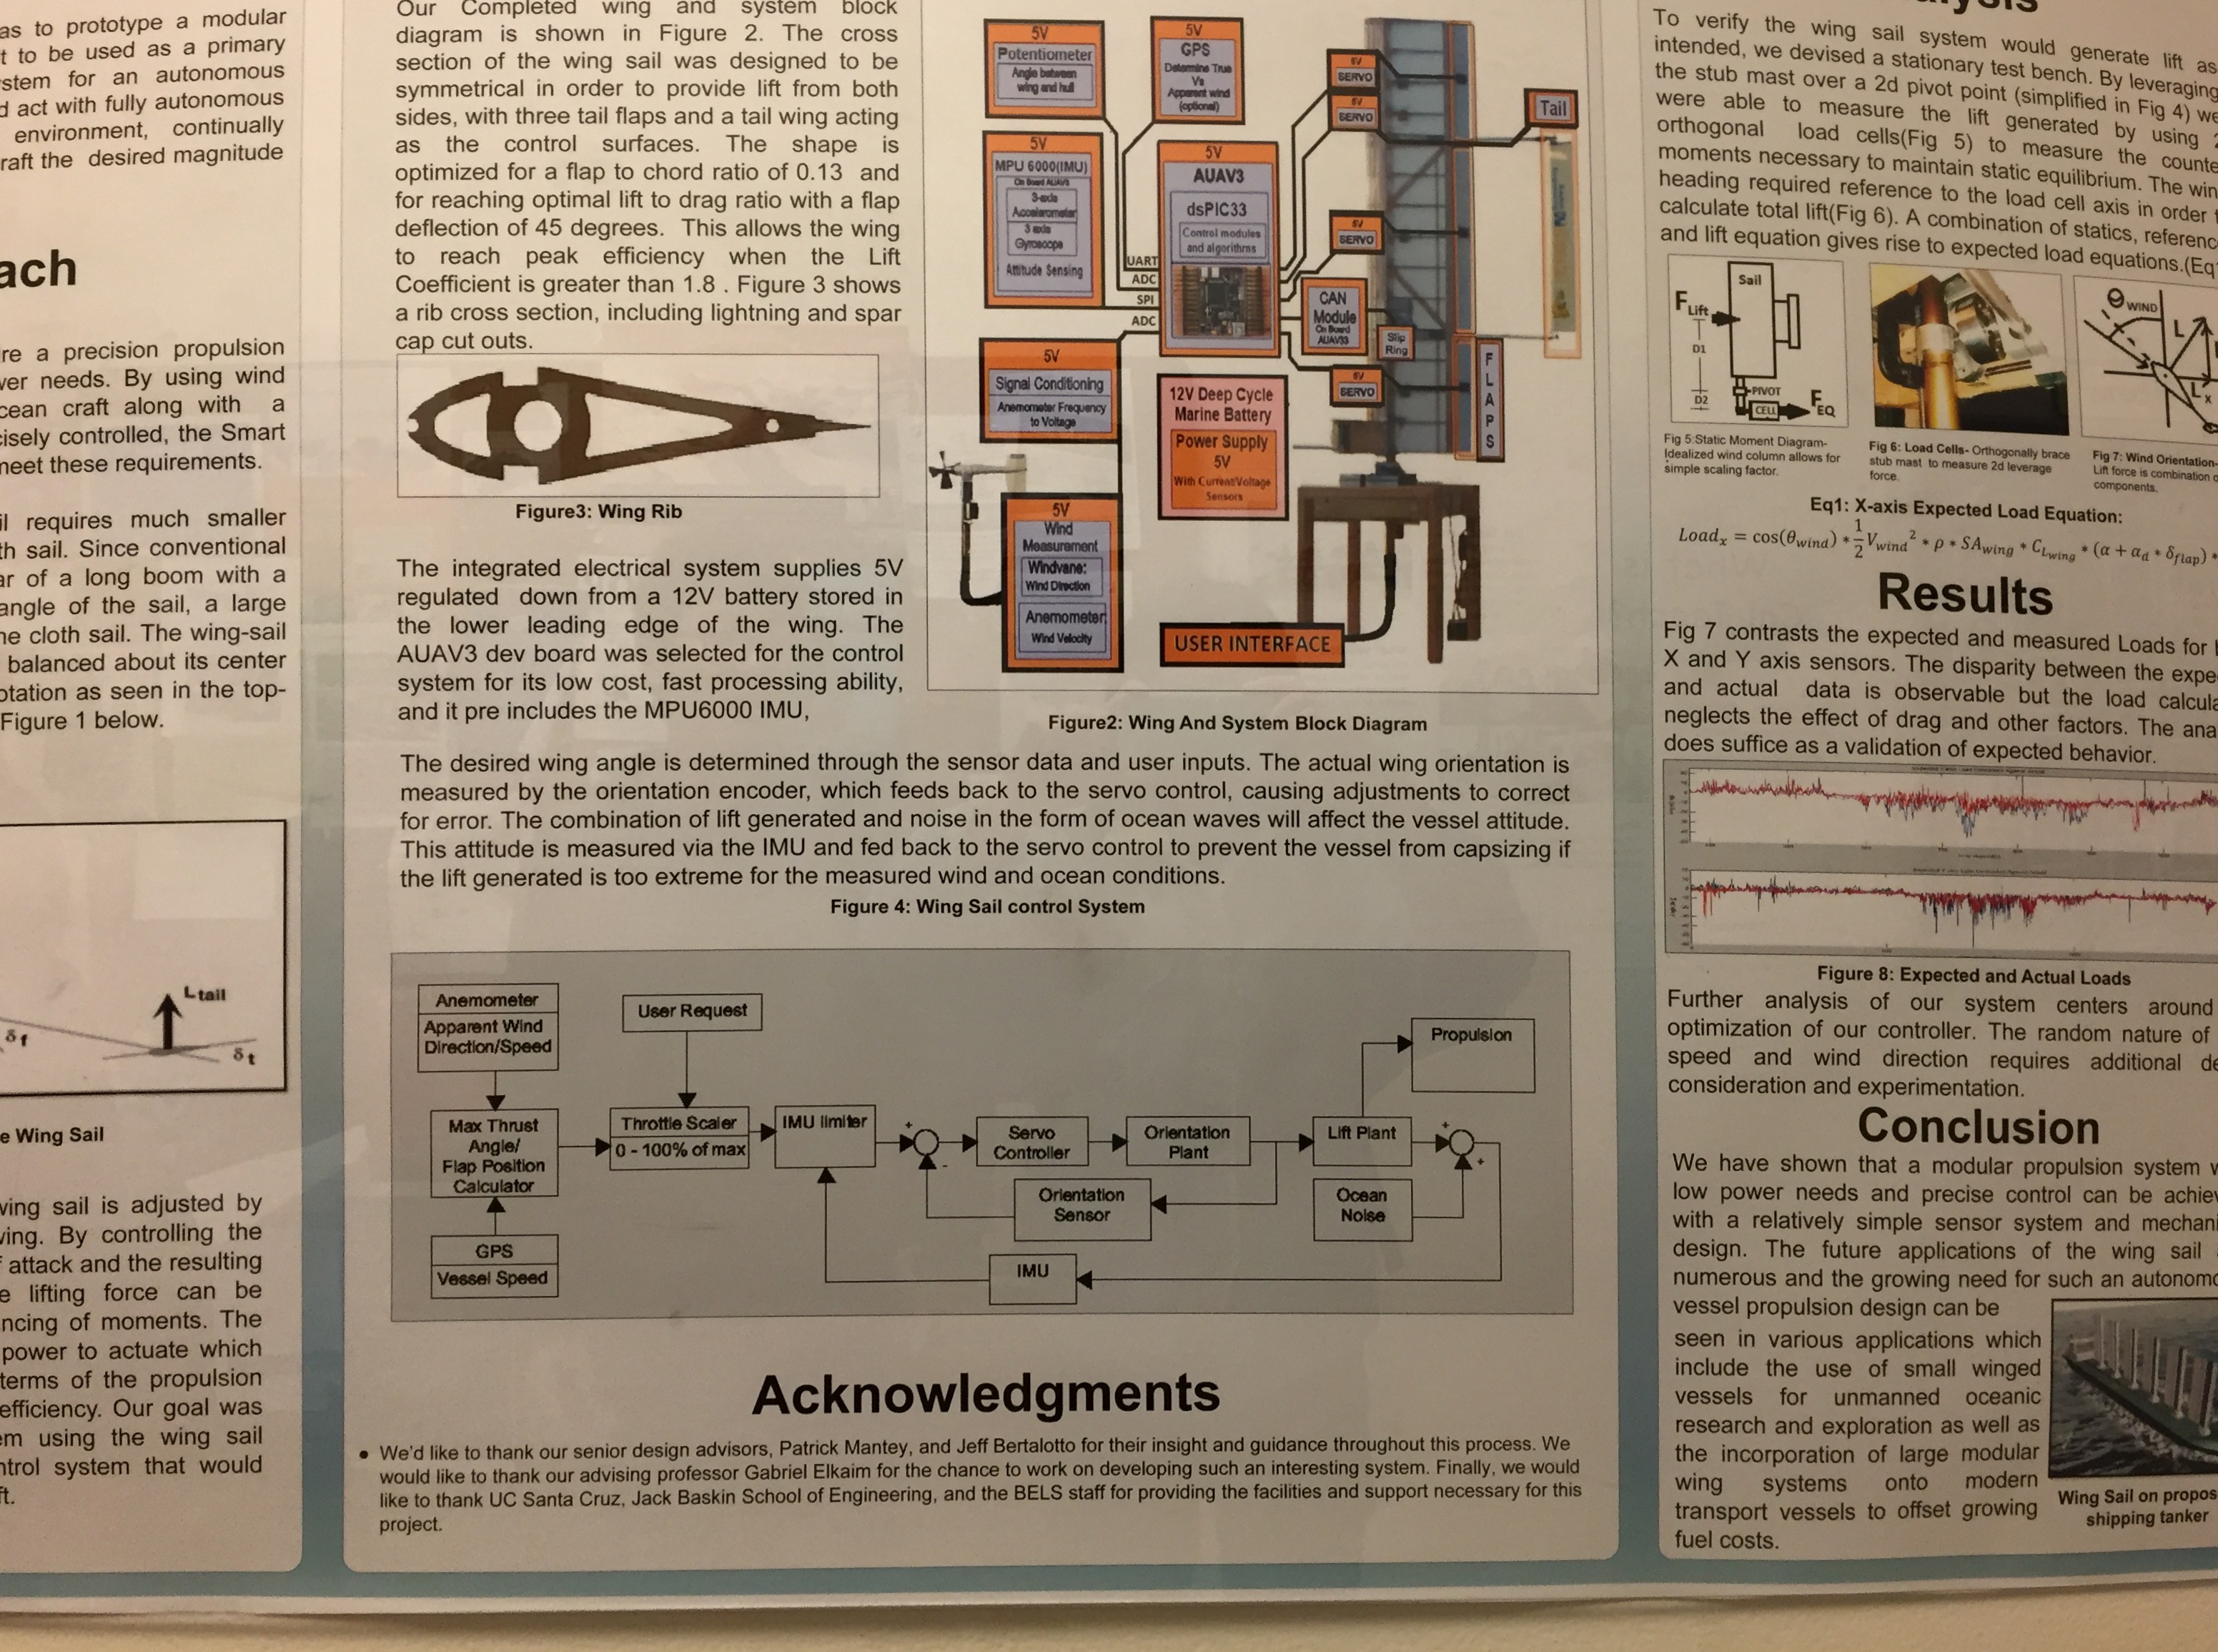 as to prototype a modular
t to be used as a primary
stem for an autonomous
d act with fully autonomous
environment, continually
raft the desired magnitude
ach
re a precision propulsion
wer needs. By using wind
cean craft along with a
cisely controlled, the Smart
meet these requirements.
il requires much smaller
th sail. Since conventional
ar of a long boom with a
angle of the sail, a large
he cloth sail. The wing-sail
balanced about its center
otation as seen in the top-
Figure 1 below.
Ltail
δf
δt
e Wing Sail
wing sail is adjusted by
ving. By controlling the
f attack and the resulting
e lifting force can be
ncing of moments. The
power to actuate which
terms of the propulsion
efficiency. Our goal was
em using the wing sail
ntrol system that would
ft.
Our Completed wing and system block
diagram is shown in Figure 2. The cross
section of the wing sail was designed to be
symmetrical in order to provide lift from both
sides, with three tail flaps and a tail wing acting
as the control surfaces. The shape is
optimized for a flap to chord ratio of 0.13 and
for reaching optimal lift to drag ratio with a flap
deflection of 45 degrees. This allows the wing
to reach peak efficiency when the Lift
Coefficient is greater than 1.8 . Figure 3 shows
a rib cross section, including lightning and spar
cap cut outs.
Figure3: Wing Rib
The integrated electrical system supplies 5V
regulated down from a 12V battery stored in
the lower leading edge of the wing. The
AUAV3 dev board was selected for the control
system for its low cost, fast processing ability,
and it pre includes the MPU6000 IMU,
5V
Potentiometer
Angle between
wing and hull
5V
GPS
Determine True
Vs
Apparent wind
(optional)
5V
MPU 6000(IMU)
On Board AUAV3
3-axis
Accelerometer
3 axis
Gyroscope
Attitude Sensing
5V
AUAV3
dsPIC33
Control modules
and algorithms
UART
ADC
SPI
ADC
6V
SERVO
6V
SERVO
Tail
6V
SERVO
CAN
Module
On Board
AUAV33
Slip
Ring
6V
SERVO
FLAPS
5V
Signal Conditioning
Anemometer Frequency
to Voltage
12V Deep Cycle
Marine Battery
Power Supply
5V
With Current/Voltage
Sensors
5V
Wind
Measurement
Windvane:
Wind Direction
Anemometer:
Wind Velocity
USER INTERFACE
Figure2: Wing And System Block Diagram
The desired wing angle is determined through the sensor data and user inputs. The actual wing orientation is
measured by the orientation encoder, which feeds back to the servo control, causing adjustments to correct
for error. The combination of lift generated and noise in the form of ocean waves will affect the vessel attitude.
This attitude is measured via the IMU and fed back to the servo control to prevent the vessel from capsizing if
the lift generated is too extreme for the measured wind and ocean conditions.
Figure 4: Wing Sail control System
Anemometer
Apparent Wind
Direction/Speed
User Request
Propulsion
Max Thrust
Angle/
Flap Position
Calculator
Throttle Scaler
0 - 100% of max
IMU limiter
+
-
Servo
Controller
Orientation
Plant
Lift Plant
+
+
Orientation
Sensor
Ocean
Noise
GPS
Vessel Speed
IMU
Acknowledgments
• We'd like to thank our senior design advisors, Patrick Mantey, and Jeff Bertalotto for their insight and guidance throughout this process. We
would like to thank our advising professor Gabriel Elkaim for the chance to work on developing such an interesting system. Finally, we would
like to thank UC Santa Cruz, Jack Baskin School of Engineering, and the BELS staff for providing the facilities and support necessary for this
project.
To verify the wing sail system would generate lift as
intended, we devised a stationary test bench. By leveraging
the stub mast over a 2d pivot point (simplified in Fig 4) we
were able to measure the lift generated by using 2
orthogonal load cells(Fig 5) to measure the counte
moments necessary to maintain static equilibrium. The win
heading required reference to the load cell axis in order t
calculate total lift(Fig 6). A combination of statics, referenc
and lift equation gives rise to expected load equations.(Eq
Sail
FLift
D1
D2
PIVOT
CELL
FEQ
ΘWIND
L
Lx
Fig 5:Static Moment Diagram-
Idealized wind column allows for
simple scaling factor.
Fig 6: Load Cells- Orthogonally brace
stub mast to measure 2d leverage
force.
Fig 7: Wind Orientation-
Lift force is combination o
components.
Eq1: X-axis Expected Load Equation:
Loadx = cos(θwind) * 1/2 Vwind² * ρ * SAwing * CLwing * (α + αd * δflap) *
Results
Fig 7 contrasts the expected and measured Loads for
X and Y axis sensors. The disparity between the expe
and actual data is observable but the load calcula
neglects the effect of drag and other factors. The ana
does suffice as a validation of expected behavior.
Figure 8: Expected and Actual Loads
Further analysis of our system centers around
optimization of our controller. The random nature of
speed and wind direction requires additional de
consideration and experimentation.
Conclusion
We have shown that a modular propulsion system w
low power needs and precise control can be achiev
with a relatively simple sensor system and mechani
design. The future applications of the wing sail
numerous and the growing need for such an autonomo
vessel propulsion design can be
seen in various applications which
include the use of small winged
vessels for unmanned oceanic
research and exploration as well as
the incorporation of large modular
wing systems onto modern
transport vessels to offset growing
fuel costs.
Wing Sail on propos
shipping tanker